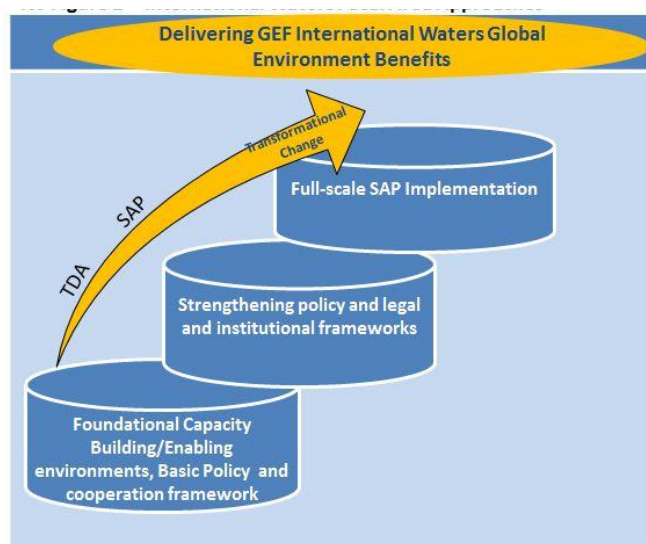 Delivering GEF International Waters Global
Environment Benefits
Transformational
Change
SAP
TDA
Full-scale SAP Implementation
Strengthening policy and legal
and institutional frameworks
Foundational Capacity
Building/Enabling
environments, Basic Policy and
cooperation framework